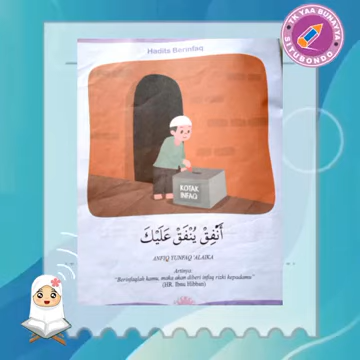 TK YAA BUNAYYA
SITUBONDO
Hadits Berinfaq
KOTAK
INFAQ
أَنْفِقْ يُنْفَقْ عَلَيْكَ
ANFIQ YUNFAQ 'ALAIKA
Artinya:
"Berinfaqlah kamu, maka akan diberi infaq rizki kepadamu"
(HR. Ibnu Hibban)